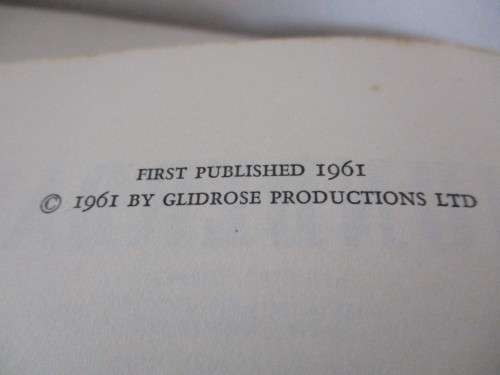 FIRST PUBLISHED 1961
© 1961 BY GLIDROSE PRODUCTIONS LTD